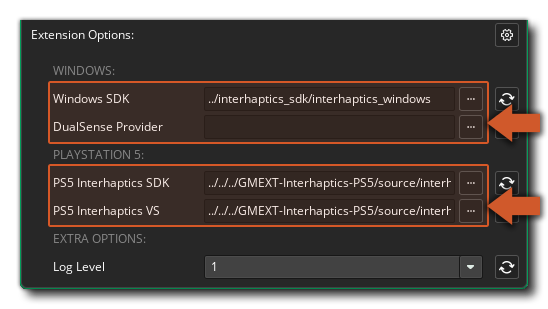 Extension Options:
WINDOWS:
Windows SDK ../interhaptics_sdk/interhaptics_windows ...
DualSense Provider ...
PLAYSTATION 5:
PS5 Interhaptics SDK ../../../GMEXT-Interhaptics-PS5/source/interh ...
PS5 Interhaptics VS ../../../GMEXT-Interhaptics-PS5/source/interh ...
EXTRA OPTIONS:
Log Level 1